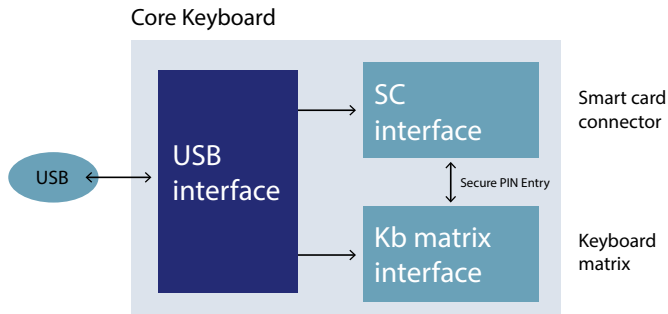 Core Keyboard
USB
USB
interface
SC
interface
Smart card
connector
Secure PIN Entry
Kb matrix
interface
Keyboard
matrix